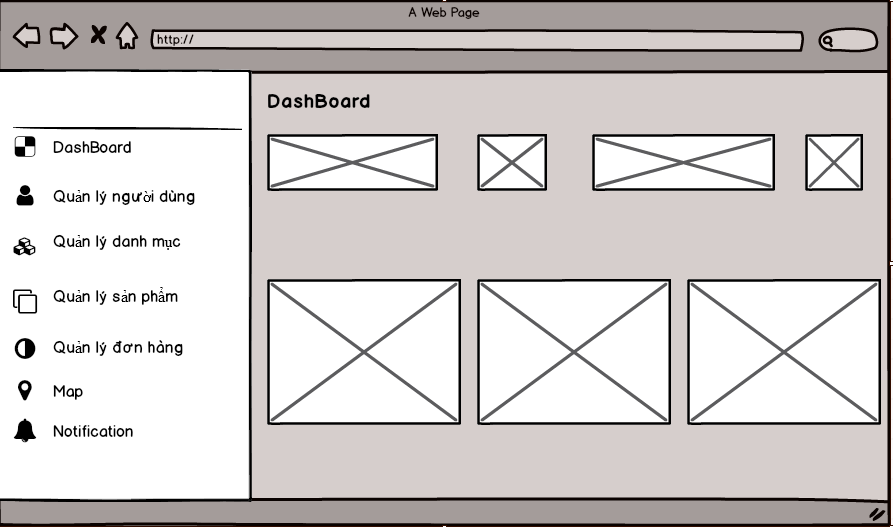 A Web Page
http://
DashBoard
DashBoard
Quản lý người dùng
Quản lý danh mục
Quản lý sản phẩm
Quản lý đơn hàng
Map
Notification